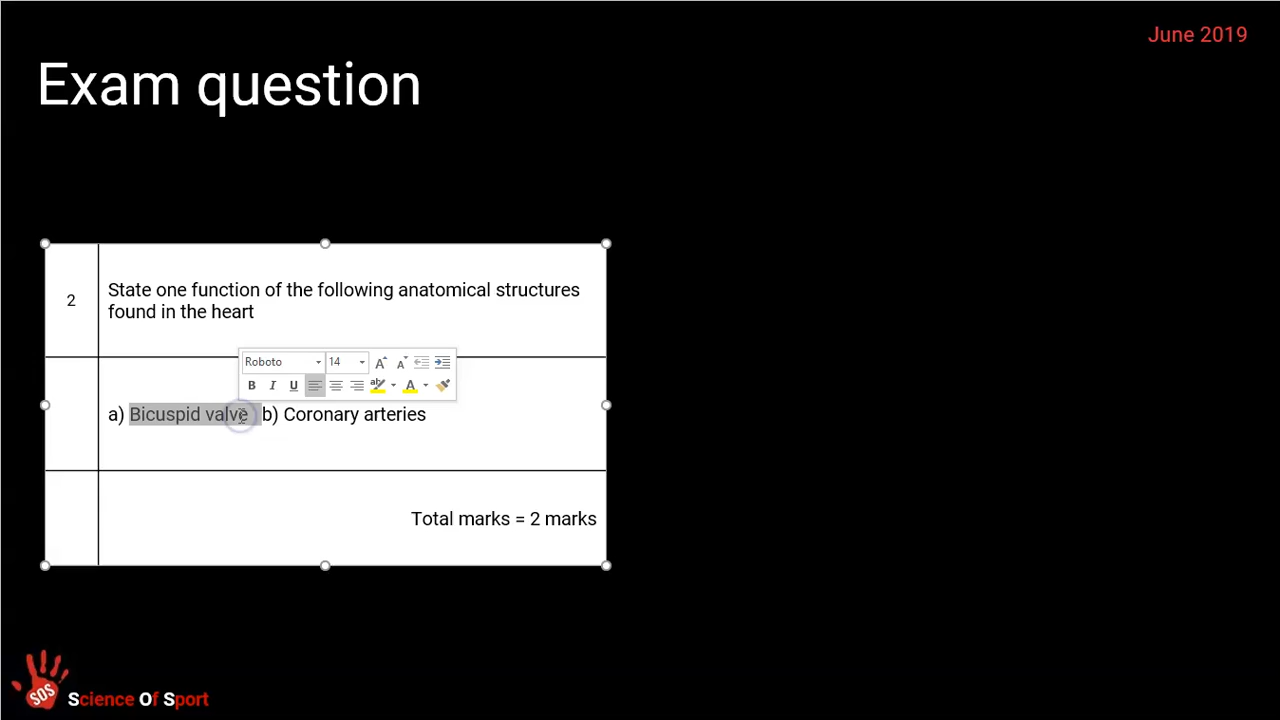 June 2019
Exam question
2
State one function of the following anatomical structures
found in the heart
Roboto
14
B I U
a) Bicuspid valve b) Coronary arteries
Total marks = 2 marks
SOS
Science Of Sport